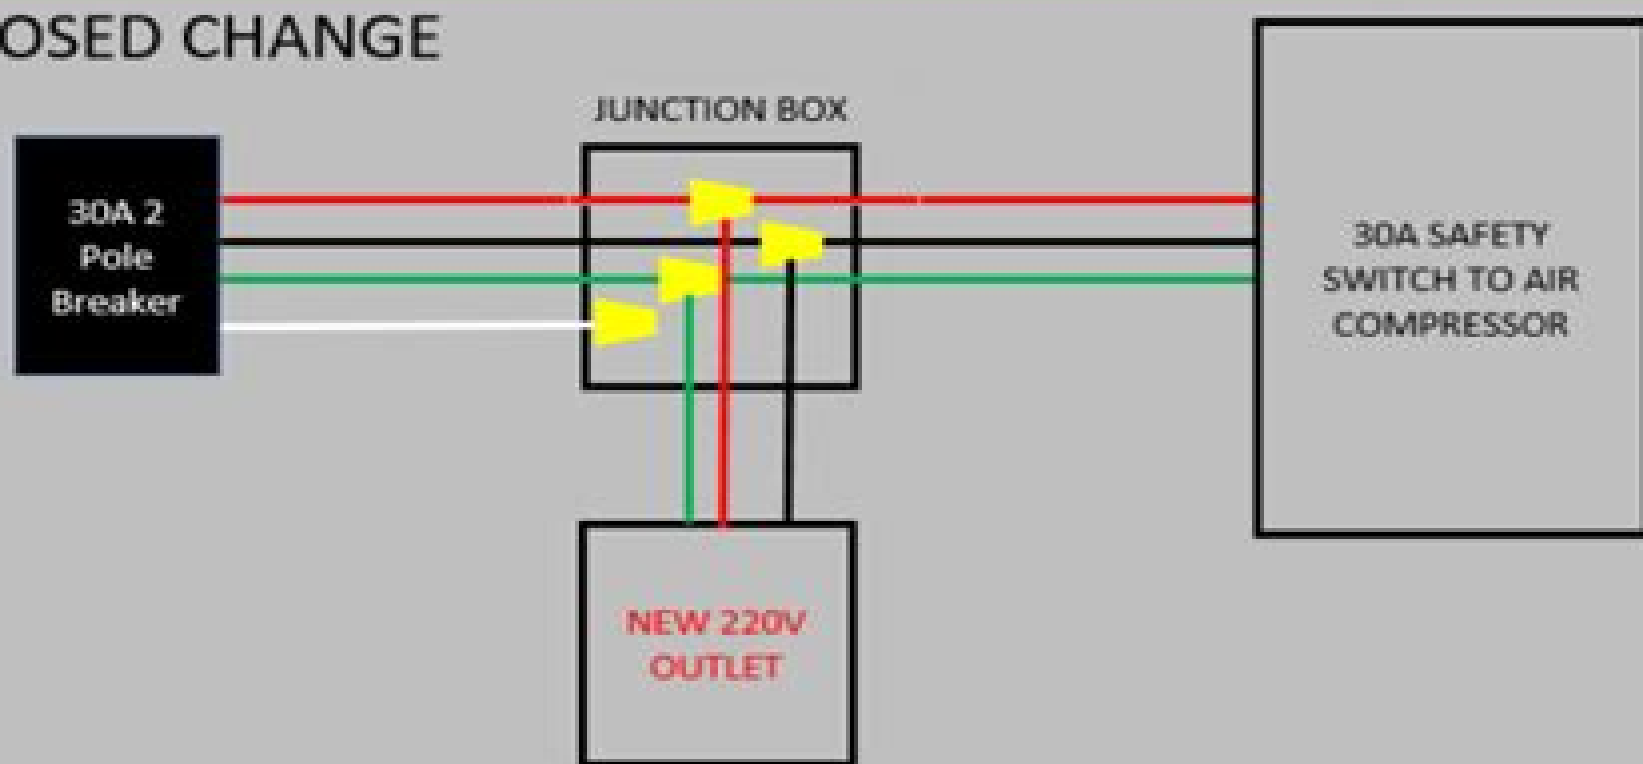 OSED CHANGE
JUNCTION BOX
30A 2
Pole
Breaker
30A SAFETY
SWITCH TO AIR
COMPRESSOR
NEW 220V
OUTLET